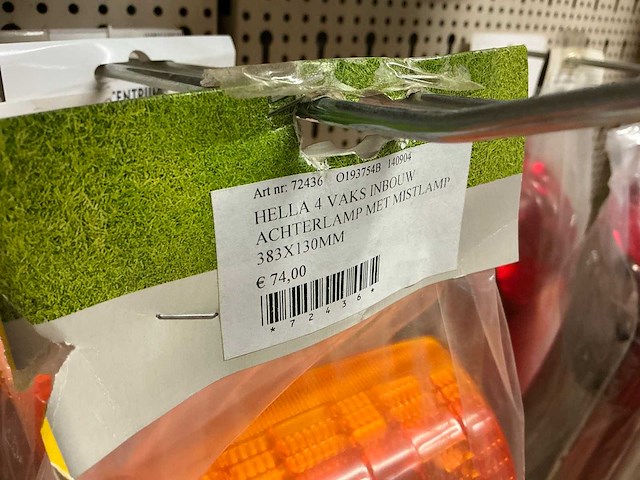 "ENTRUM
Art nr: 72436 O193754B 140904
HELLA 4 VAKS INBOUW
ACHTERLAMP MET MISTLAMP
383X130MM
€ 74,00
* 7 2 4 3 6 *